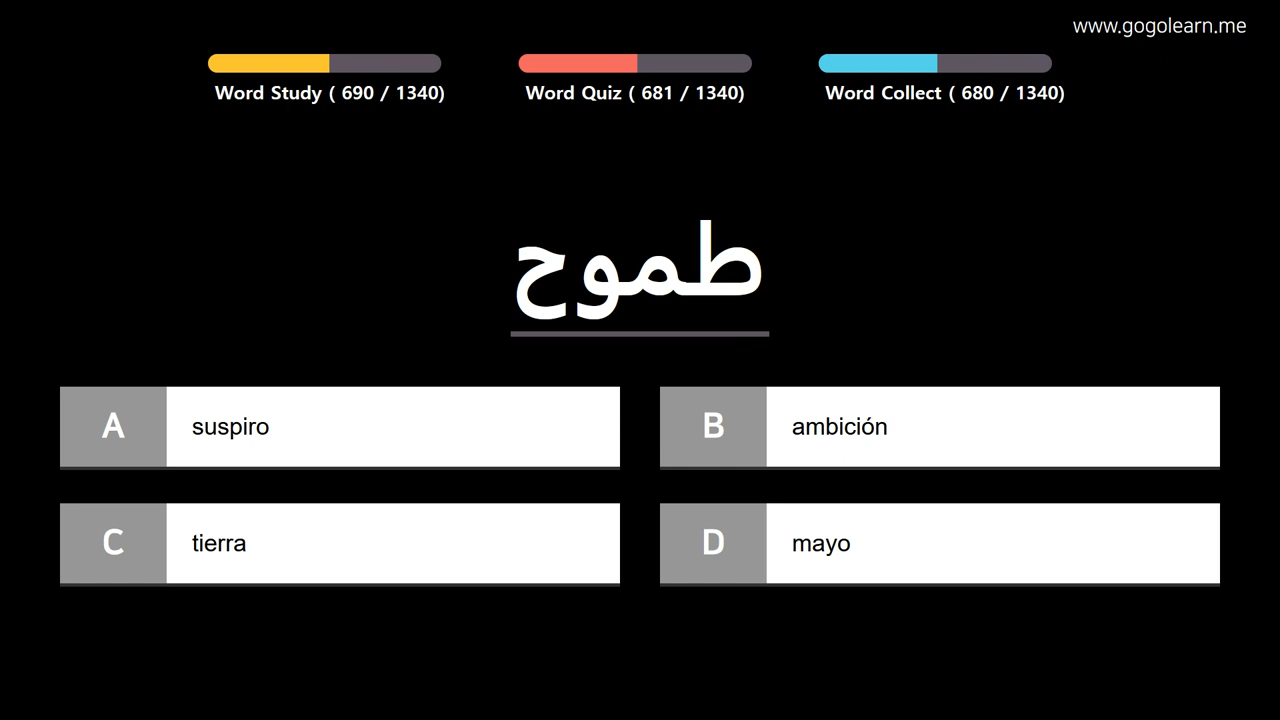 www.gogolearn.me
Word Study ( 690 / 1340)
Word Quiz ( 681 / 1340)
Word Collect ( 680 / 1340)
طموح
A suspiro
B ambición
C tierra
D mayo